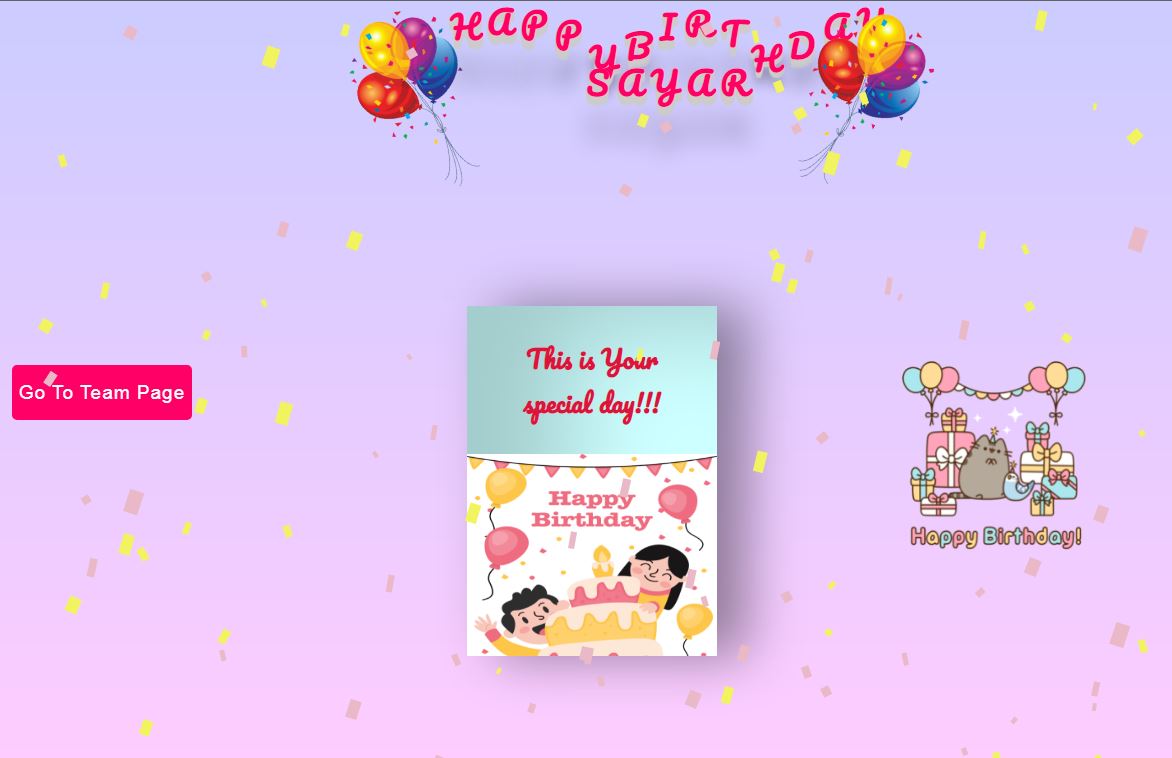 HAPPY BIRTHDAY
SAYAR
This is Your
special day!!!
Go To Team Page
Happy
Birthday
Happy Birthday!